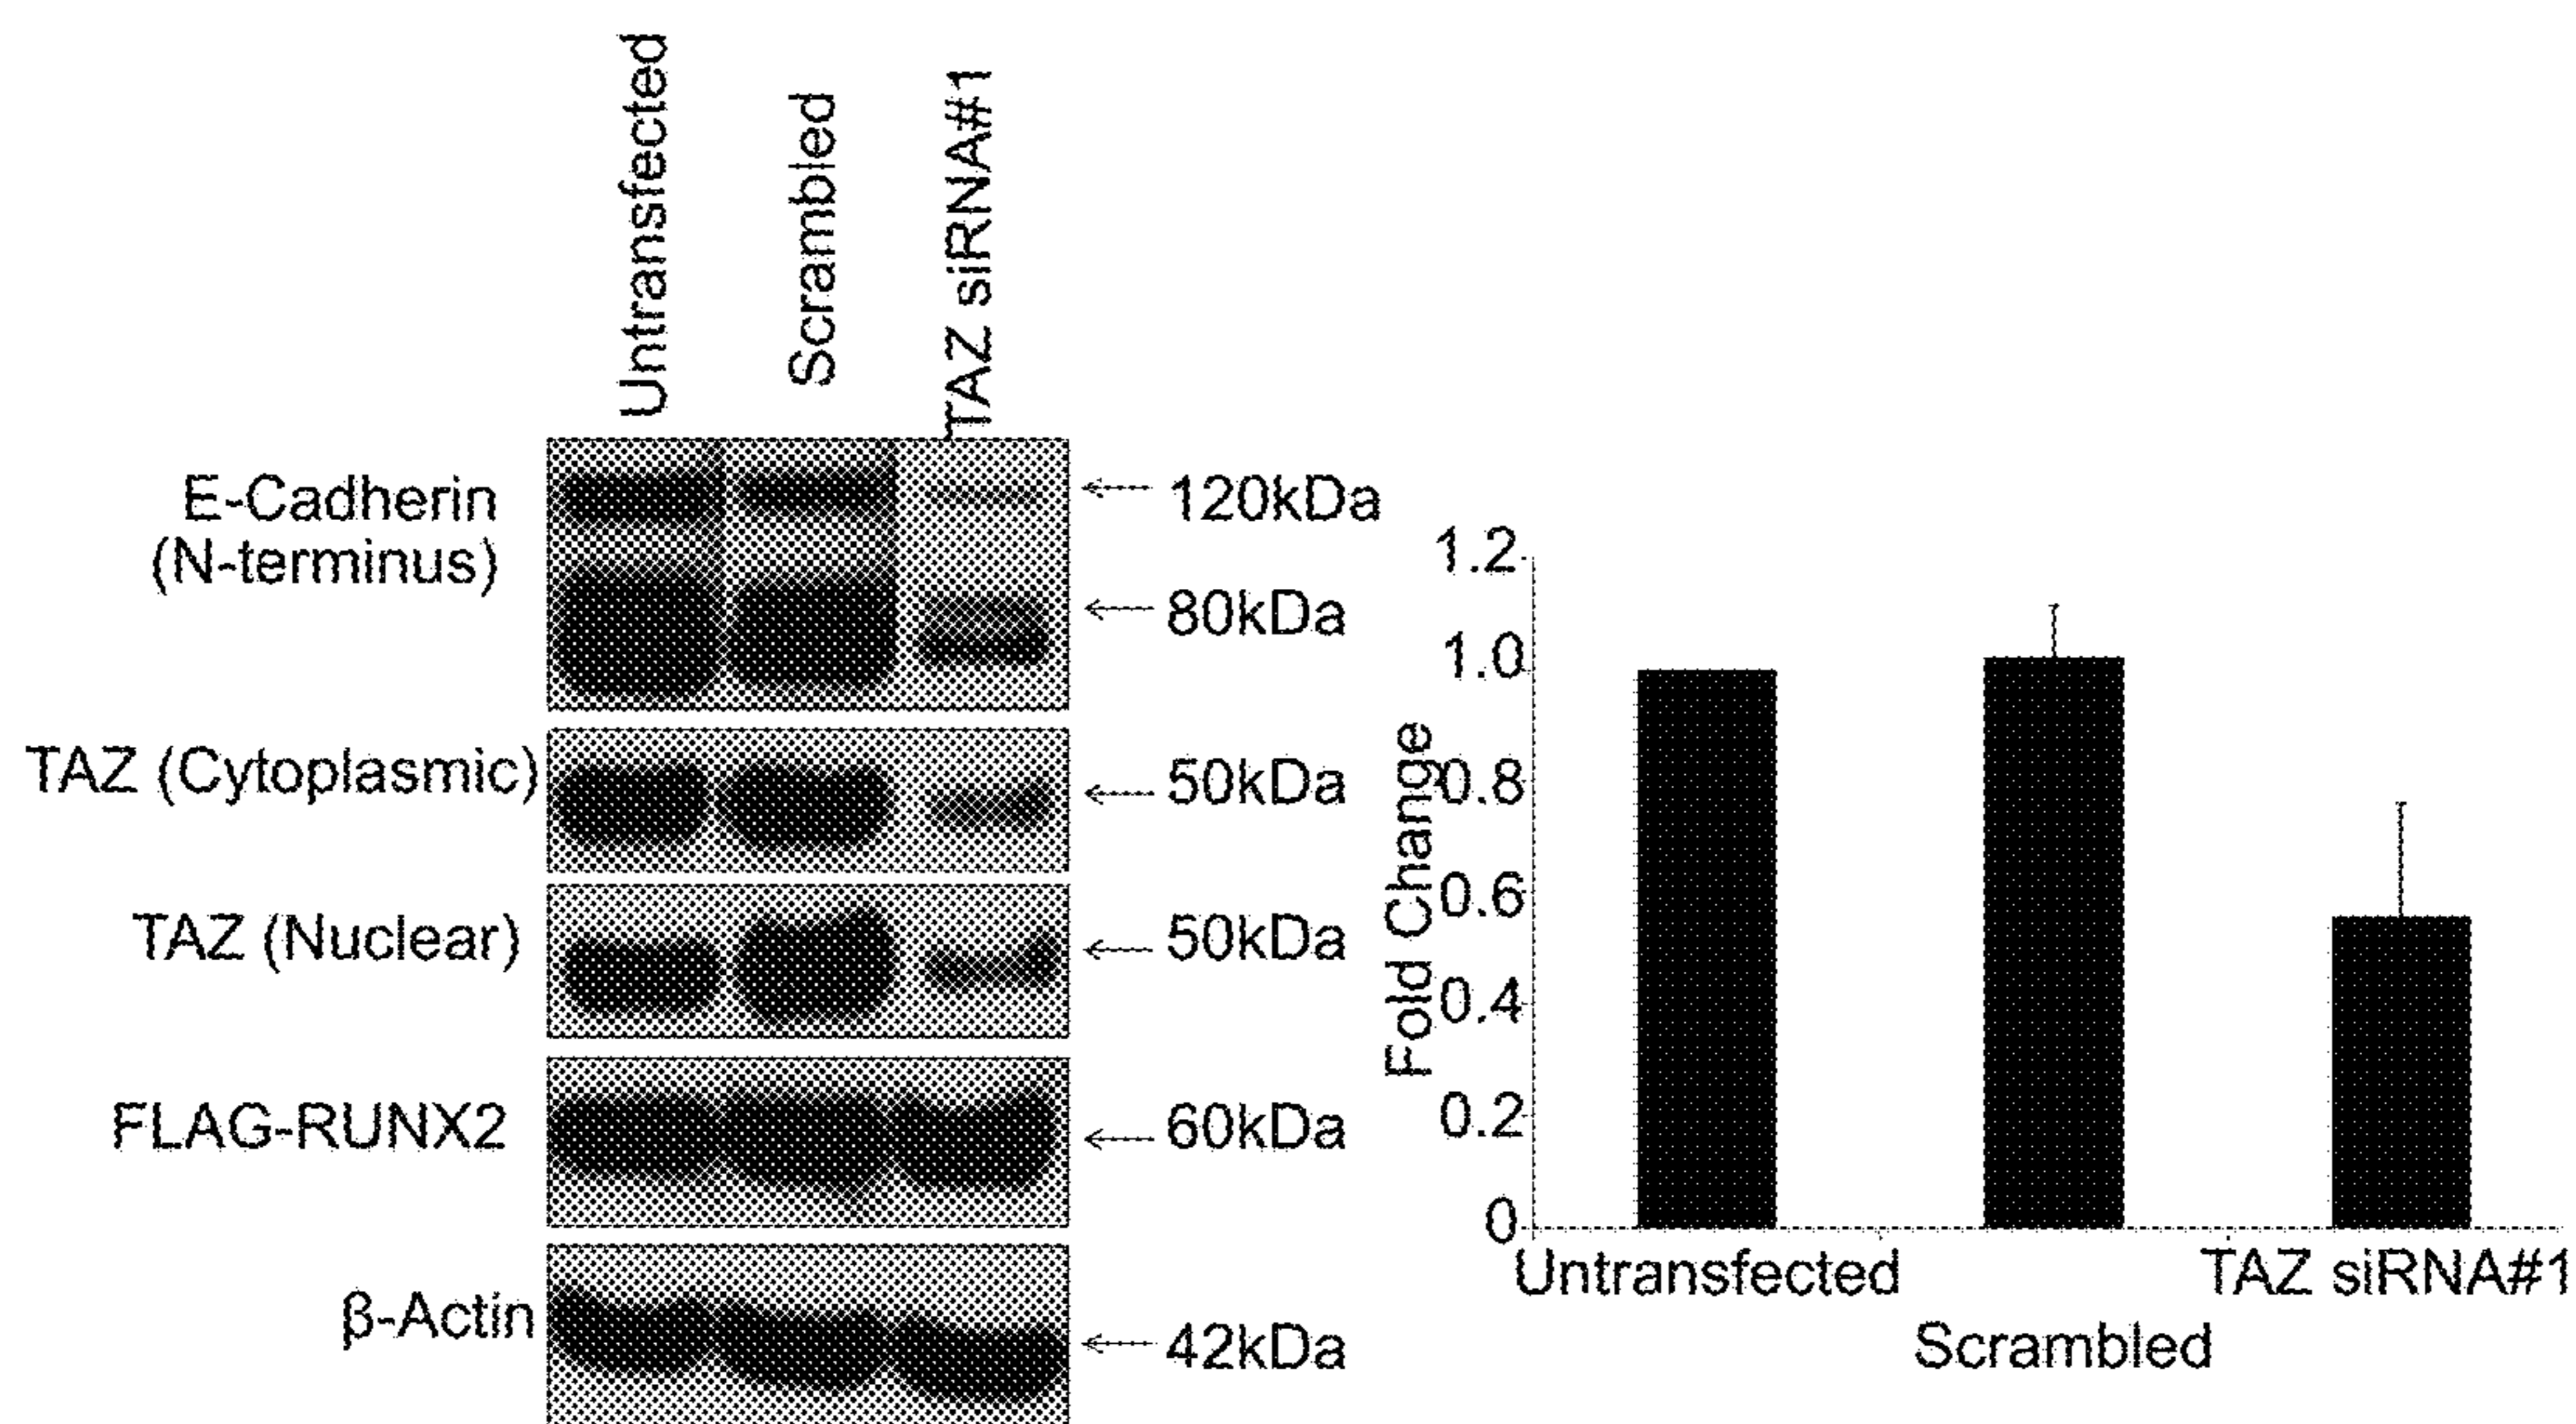 Untransfected
Scrambled
TAZ siRNA#1
E-Cadherin
(N-terminus)
120kDa
80kDa
TAZ (Cytoplasmic)
50kDa
TAZ (Nuclear)
50kDa
FLAG-RUNX2
60kDa
β-Actin
42kDa
Fold Change
1.2
1.0
0.8
0.6
0.4
0.2
0
Untransfected
Scrambled
TAZ siRNA#1